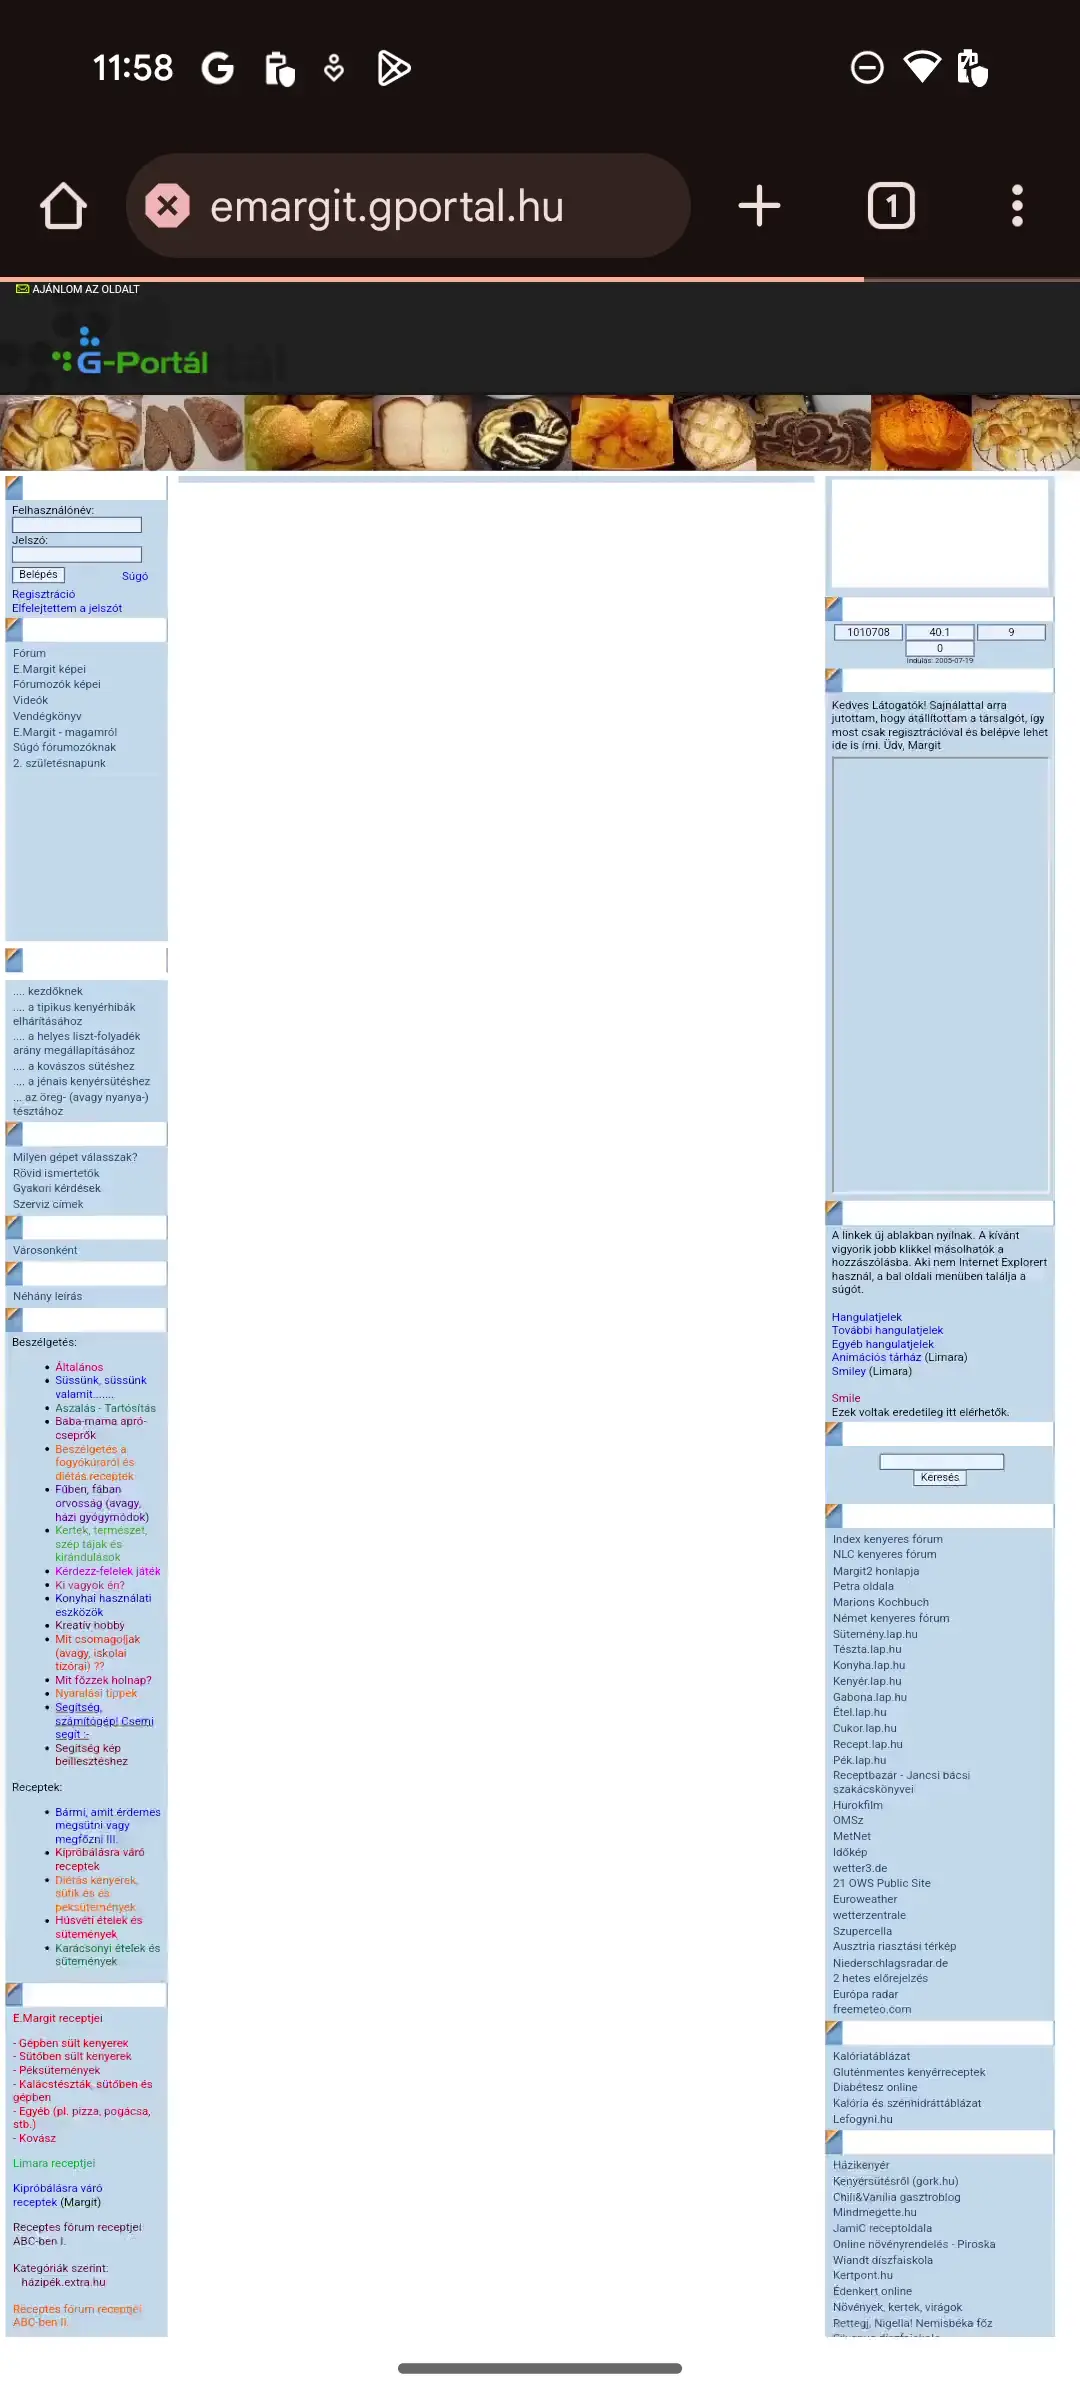 11:58
emargit.gportal.hu
1
AJÁNLOM AZ OLDALT
G-Portál
Felhasználónév:
Jelszó:
Belépés
Súgó
Regisztráció
Elfelejtettem a jelszót
Fórum
E.Margit képei
Fórumozók képei
Videók
Vendégkönyv
E.Margit - magamról
Súgó fórumozóknak
2. születésnapunk
.... kezdőknek
.... a tipikus kenyérhibák
elhárításához
.... a helyes liszt-folyadék
arány megállapításához
.... a kovászos sütéshez
.... a jénais kenyérsütéshez
... az öreg- (avagy nyanya-)
tésztához
Milyen gépet válasszak?
Rövid ismertetők
Gyakori kérdések
Szerviz címek
Városonként
Néhány leírás
Beszélgetés:
Általános
Süssünk, süssünk
valamit.......
Aszalás - Tartósítás
Baba-mama apró-
cseprők
Beszélgetés a
fogyókúraról és
diétás receptek
Fűben, fában
orvosság (avagy,
házi gyógymódok)
Kertek, természet,
szép tájak és
kirándulások
Kérdezz-felelek játék
Ki vagyok én?
Konyhai használati
eszközök
Kreatív hobby
Mit csomagoljak
(avagy, iskolai
tízórai) ??
Mit főzzek holnap?
Nyaralási tippek
Segítség,
számítógép! Csemi
segít :-
Segítség kép
beillesztéshez
Receptek:
Bármi, amit érdemes
megsütni vagy
megfőzni III.
Kipróbálásra váró
receptek
Diétás kenyerek,
sütik és és
peksütemények
Húsvéti ételek és
sütemények
Karácsonyi ételek és
sütemények
E.Margit receptjei
- Gépben sült kenyerek
- Sütőben sült kenyerek
- Péksütemények
- Kalácstészták, sütőben és
gépben
- Egyéb (pl. pizza, pogácsa,
stb.)
- Kovász
Limara receptjei
Kipróbálásra váró
receptek (Margit)
Receptes fórum receptjei
ABC-ben I.
Kategóriák szerint:
házipék.extra.hu
Receptes fórum receptjei
ABC-ben II.
1010708
40.1
9
0
Indulás: 2005-07-19
Kedves Látogatók! Sajnálattal arra
jutottam, hogy átállítottam a társalgót, így
most csak regisztrációval és belépve lehet
ide is írni. Üdv, Margit
A linkek új ablakban nyílnak. A kívánt
vigyorik jobb klikkel másolhatók a
hozzászólásba. Aki nem Internet Explorert
használ, a bal oldali menüben találja a
súgót.
Hangulatjelek
További hangulatjelek
Egyéb hangulatjelek
Animációs tárház (Limara)
Smiley (Limara)
Smile
Ezek voltak eredetileg itt elérhetők.
Keresés
Index kenyeres fórum
NLC kenyeres fórum
Margit2 honlapja
Petra oldala
Marions Kochbuch
Német kenyeres fórum
Sütemény.lap.hu
Tészta.lap.hu
Konyha.lap.hu
Kenyér.lap.hu
Gabona.lap.hu
Étel.lap.hu
Cukor.lap.hu
Recept.lap.hu
Pék.lap.hu
Receptbazár - Jancsi bácsi
szakácskönyvei
Hurokfilm
OMSz
MetNet
Időkép
wetter3.de
21 OWS Public Site
Euroweather
wetterzentrale
Szupercella
Ausztria riasztási térkép
Niederschlagsradar.de
2 hetes előrejelzés
Európa radar
freemeteo.com
Kalóriatáblázat
Gluténmentes kenyérreceptek
Diabétesz online
Kalória és szénhidráttáblázat
Lefogyni.hu
Házikenyér
Kenyérsütésről (gork.hu)
Chili&Vanília gasztroblog
Mindmegette.hu
JamiC receptoldala
Online növényrendelés - Piroska
Wiandt díszfaiskola
Kertpont.hu
Édenkert online
Növények, kertek, virágok
Rettegj, Nigella! Nemisbéka főz